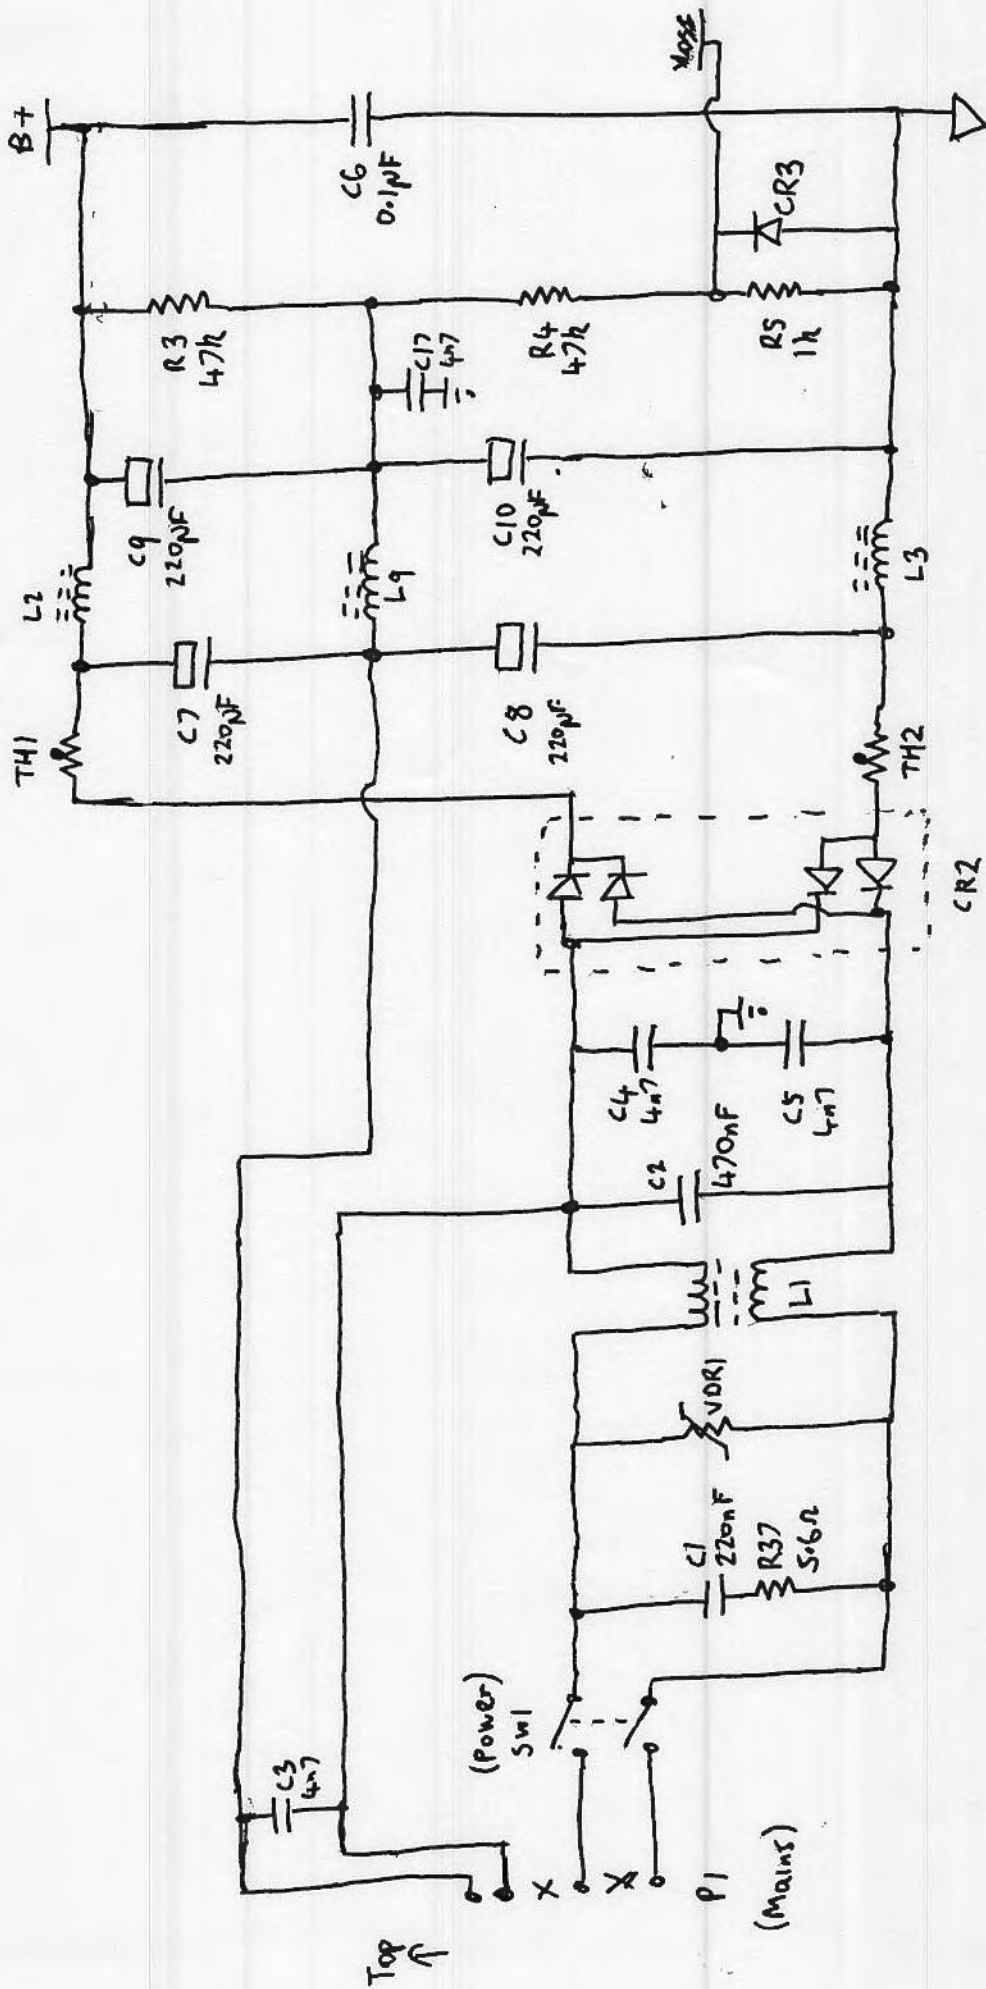 Top
P1
(Mains)
X
X
(Power)
SW1
C3
4n7
C1
220nF
R37
5.6Ω
VDR1
L1
C2
470nF
C4
4n7
C5
4n7
CR2
TH1
TH2
C7
220µF
C8
220µF
L2
L9
L3
C9
220µF
C10
220µF
C17
4n7
R3
47k
R4
47k
R5
1k
CR3
C6
0.1µF
B+